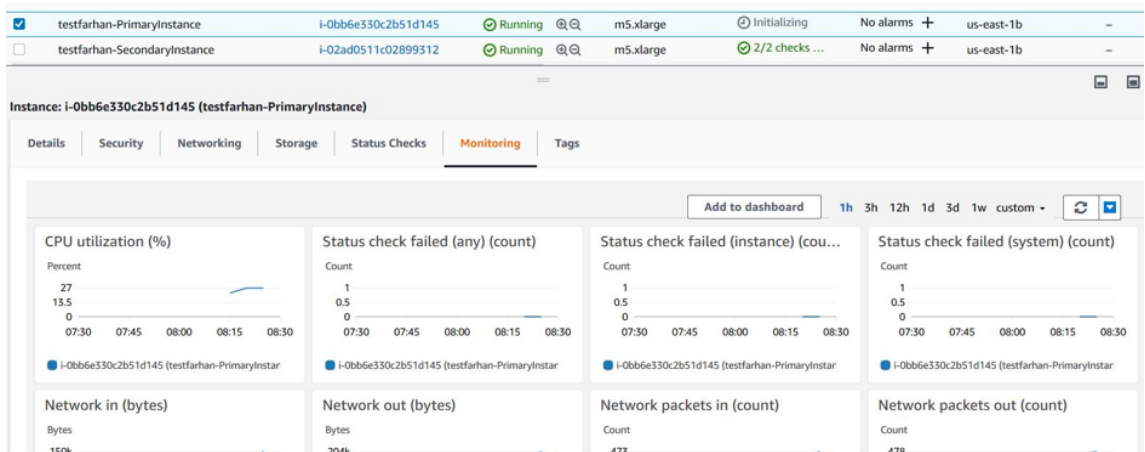 testfarhan-PrimaryInstance i-0bb6e330c2b51d145 Running m5.xlarge Initializing No alarms + us-east-1b –
testfarhan-SecondaryInstance i-02ad0511c02899312 Running m5.xlarge 2/2 checks ... No alarms + us-east-1b –
Instance: i-0bb6e330c2b51d145 (testfarhan-PrimaryInstance)
Details Security Networking Storage Status Checks Monitoring Tags
Add to dashboard 1h 3h 12h 1d 3d 1w custom
CPU utilization (%)
Percent
27
13.5
0
07:30 07:45 08:00 08:15 08:30
i-0bb6e330c2b51d145 (testfarhan-PrimaryInstar
Status check failed (any) (count)
Count
1
0.5
0
07:30 07:45 08:00 08:15 08:30
i-0bb6e330c2b51d145 (testfarhan-PrimaryInstar
Status check failed (instance) (cou...
Count
1
0.5
0
07:30 07:45 08:00 08:15 08:30
i-0bb6e330c2b51d145 (testfarhan-PrimaryInstar
Status check failed (system) (count)
Count
1
0.5
0
07:30 07:45 08:00 08:15 08:30
i-0bb6e330c2b51d145 (testfarhan-PrimaryInstar
Network in (bytes)
Bytes
150k
Network out (bytes)
Bytes
204k
Network packets in (count)
Count
473
Network packets out (count)
Count
478